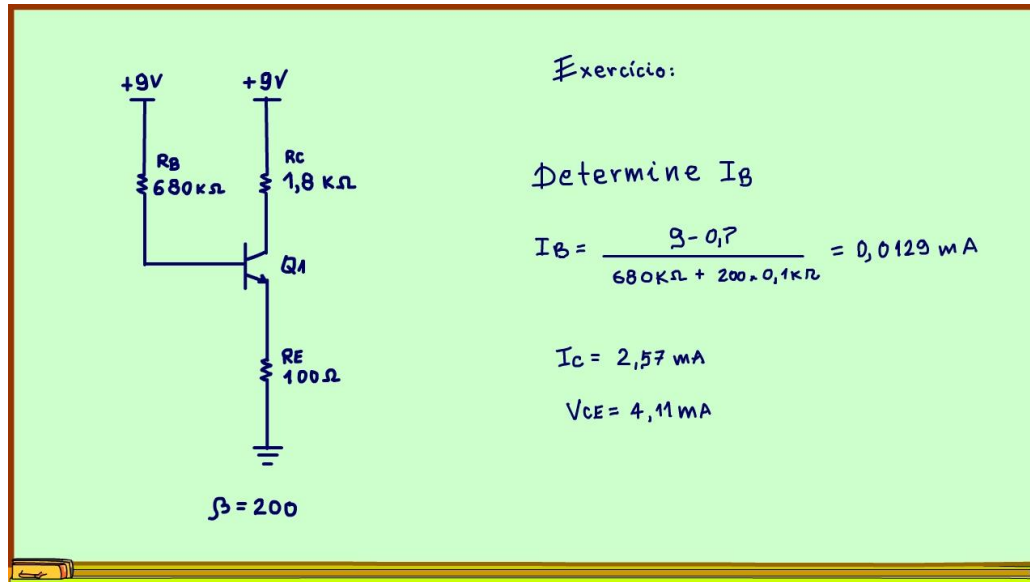 +9V +9V
RB
680KΩ
RC
1,8 KΩ
Q1
RE
100Ω
β=200
Exercício:
Determine IB
IB = 9-0,7 / 680KΩ + 200.0,1KΩ = 0,0129 mA
Ic = 2,57 mA
VCE = 4,11 mA